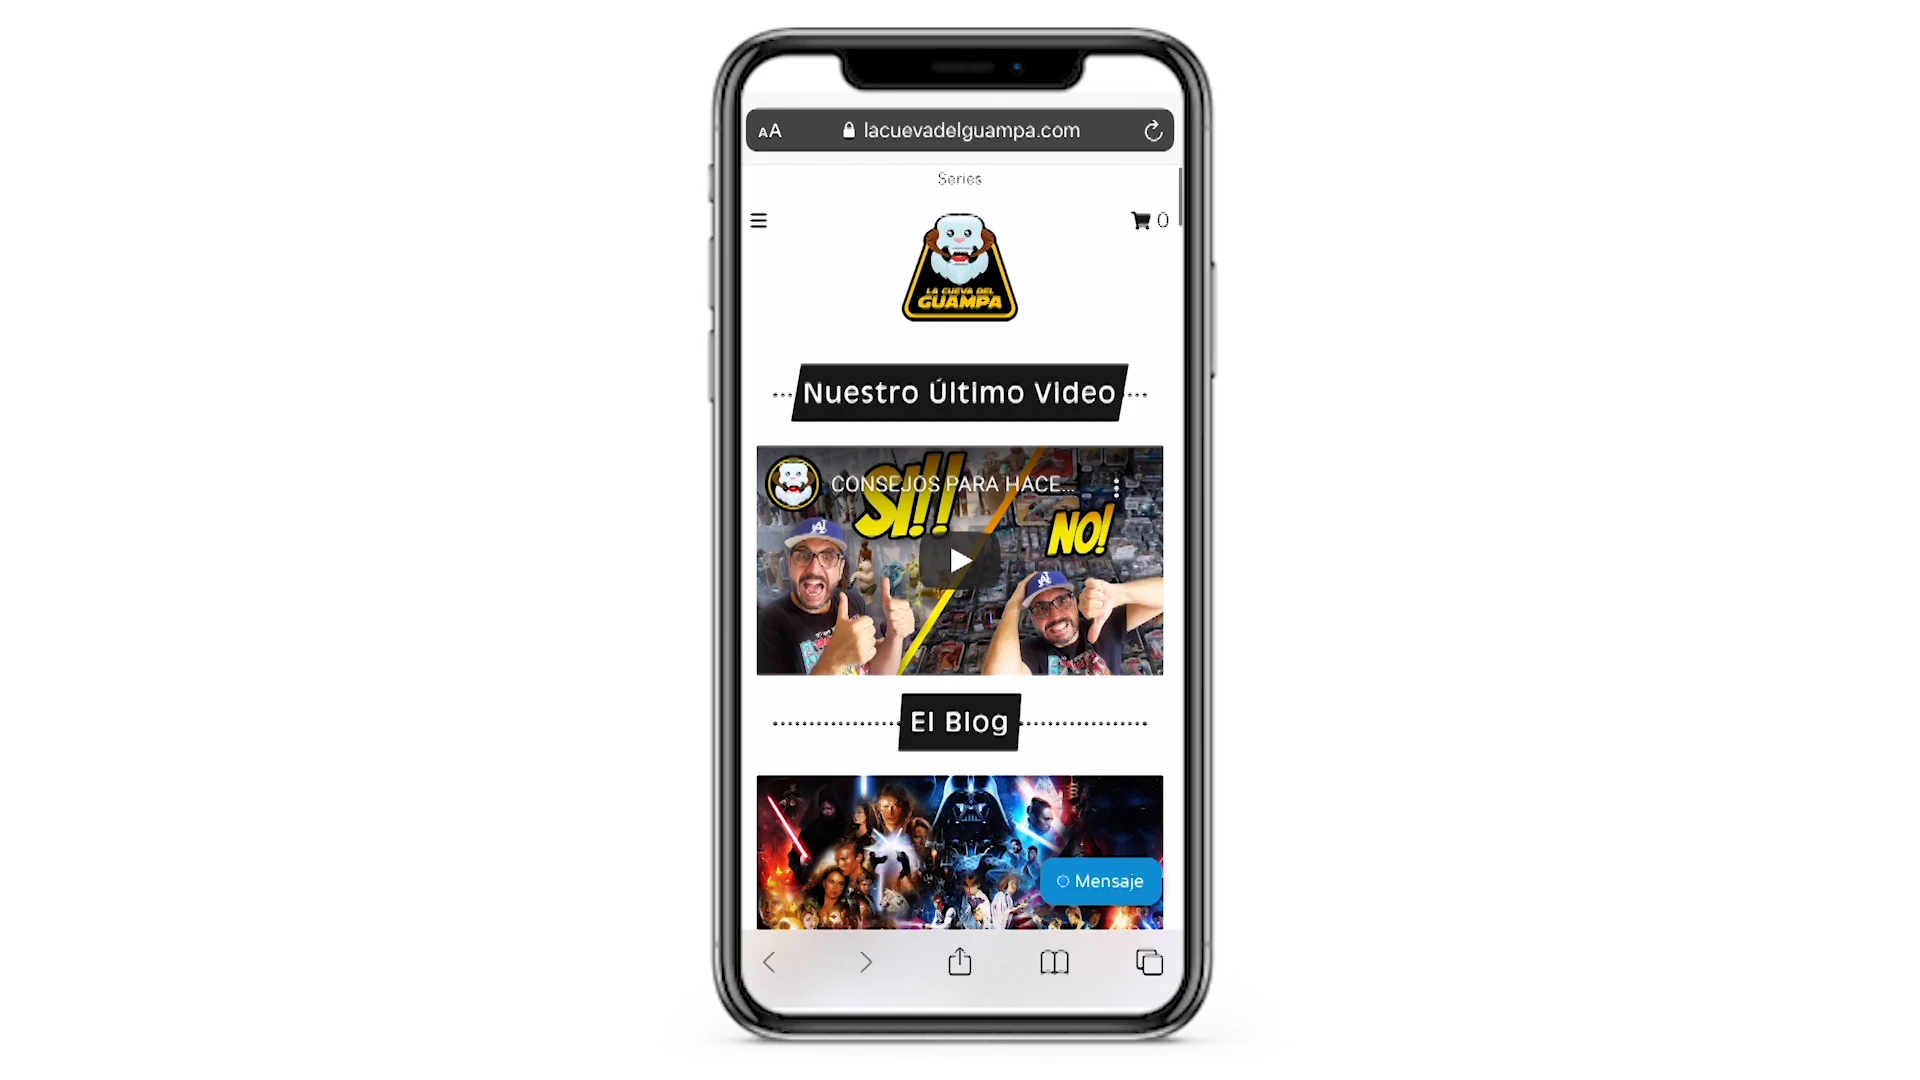 AA
lacuevadelguampa.com
Series
0
LA CUEVA DEL
GUAMPA
Nuestro Último Video
CONSEJOS PARA HACE...
SI!!
NO!
El Blog
Mensaje